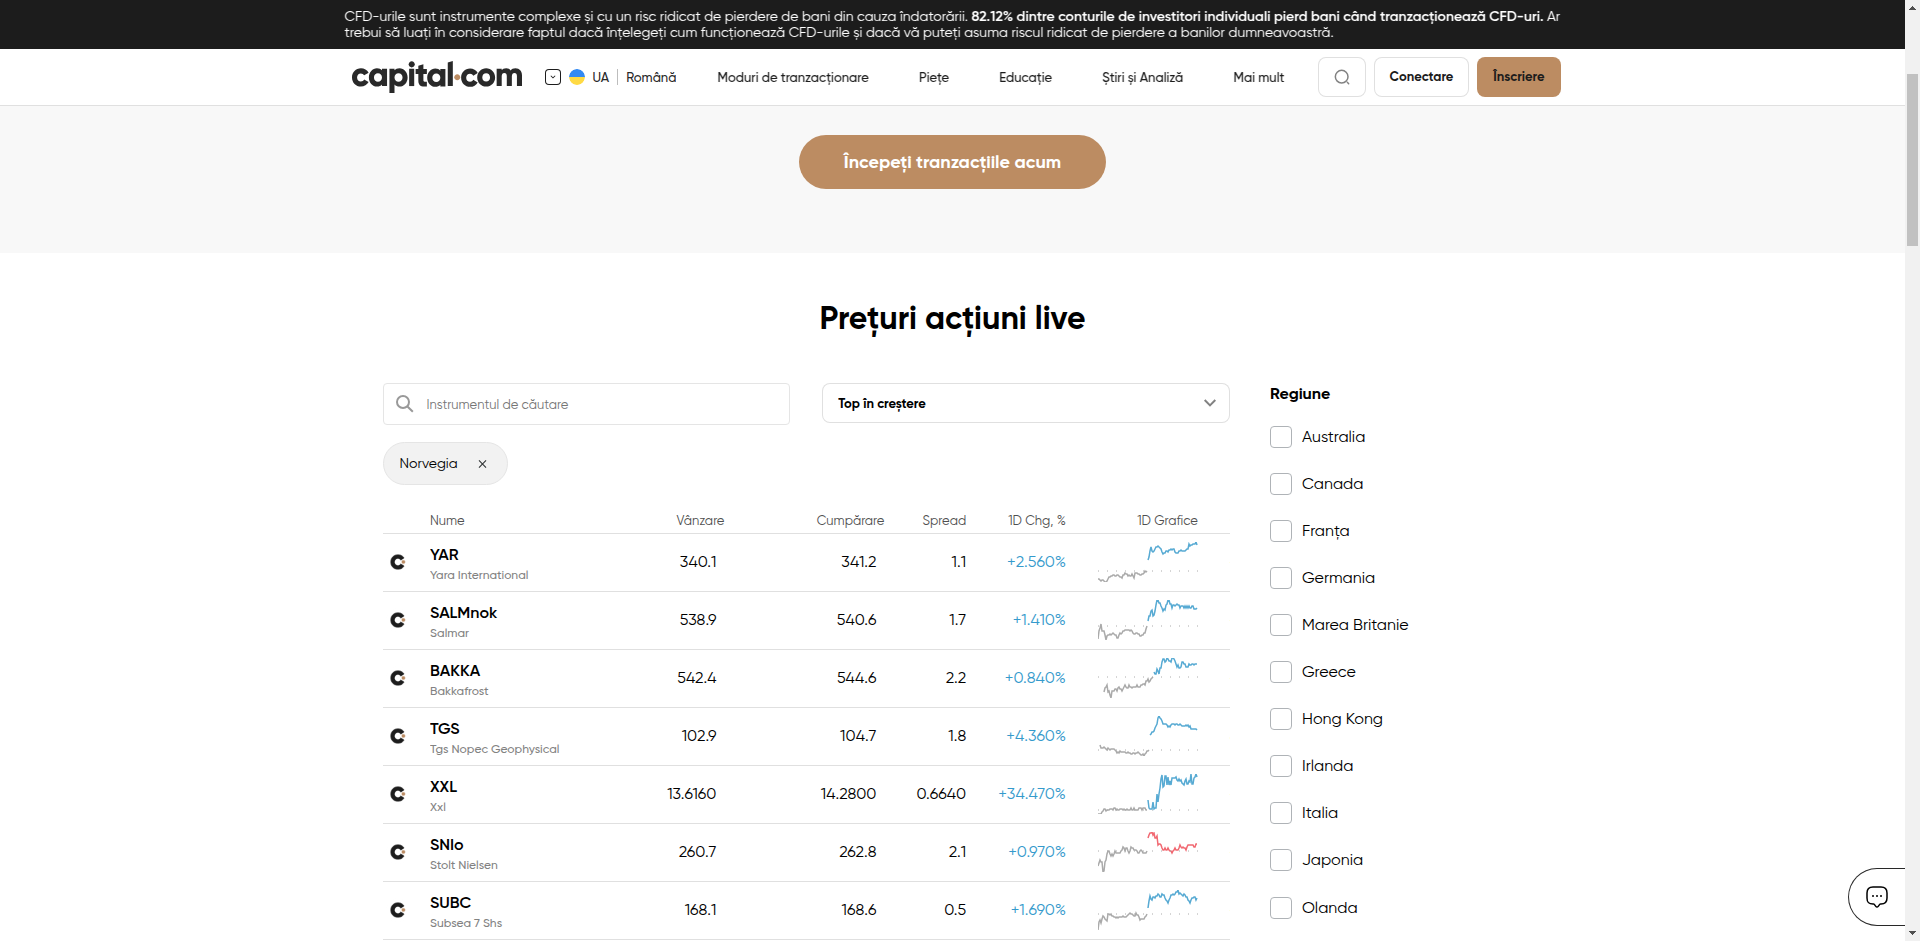 CFD-urile sunt instrumente complexe și cu un risc ridicat de pierdere de bani din cauza îndatorării. 82.12% dintre conturile de investitori individuali pierd bani când tranzacționează CFD-uri. Ar
trebui să luați în considerare faptul dacă înțelegeți cum funcționează CFD-urile și dacă vă puteți asuma riscul ridicat de pierdere a banilor dumneavoastră.
capital.com UA Română Moduri de tranzacționare Piețe Educație Știri și Analiză Mai mult Conectare Înscriere
Începeți tranzacțiile acum
Prețuri acțiuni live
Instrumentul de căutare
Top în creștere
Norvegia
Nume Vânzare Cumpărare Spread 1D Chg, % 1D Grafice
YAR 340.1 341.2 1.1 +2.560%
Yara International
SALMnok 538.9 540.6 1.7 +1.410%
Salmar
BAKKA 542.4 544.6 2.2 +0.840%
Bakkafrost
TGS 102.9 104.7 1.8 +4.360%
Tgs Nopec Geophysical
XXL 13.6160 14.2800 0.6640 +34.470%
Xxl
SNIo 260.7 262.8 2.1 +0.970%
Stolt Nielsen
SUBC 168.1 168.6 0.5 +1.690%
Subsea 7 Shs
Regiune
Australia
Canada
Franța
Germania
Marea Britanie
Greece
Hong Kong
Irlanda
Italia
Japonia
Olanda